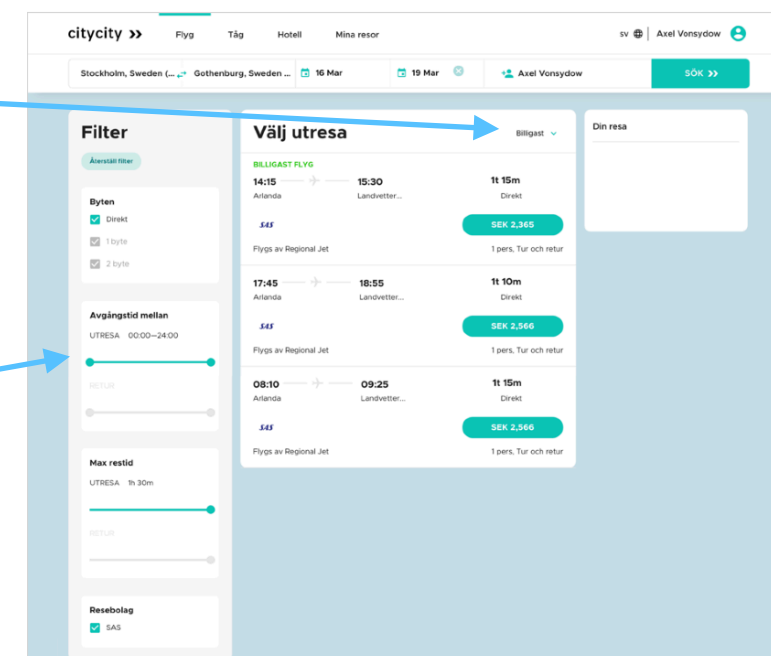 citycity >> Flyg Tåg Hotell Mina resor sv Axel Vonsydow
Stockholm, Sweden (... Gothenburg, Sweden ... 16 Mar 19 Mar Axel Vonsydow SÖK >>
Filter
Återställ filter
Byten
Direkt
1 byte
2 byte
Avgångstid mellan
UTRESA 00:00—24:00
RETUR
Max restid
UTRESA 1h 30m
RETUR
Resebolag
SAS
Välj utresa Billigast
BILLIGAST FLYG
14:15 15:30 1t 15m
Arlanda Landvetter... Direkt
SAS SEK 2,365
Flygs av Regional Jet 1 pers, Tur och retur
17:45 18:55 1t 10m
Arlanda Landvetter... Direkt
SAS SEK 2,566
Flygs av Regional Jet 1 pers, Tur och retur
08:10 09:25 1t 15m
Arlanda Landvetter... Direkt
SAS SEK 2,566
Flygs av Regional Jet 1 pers, Tur och retur
Din resa